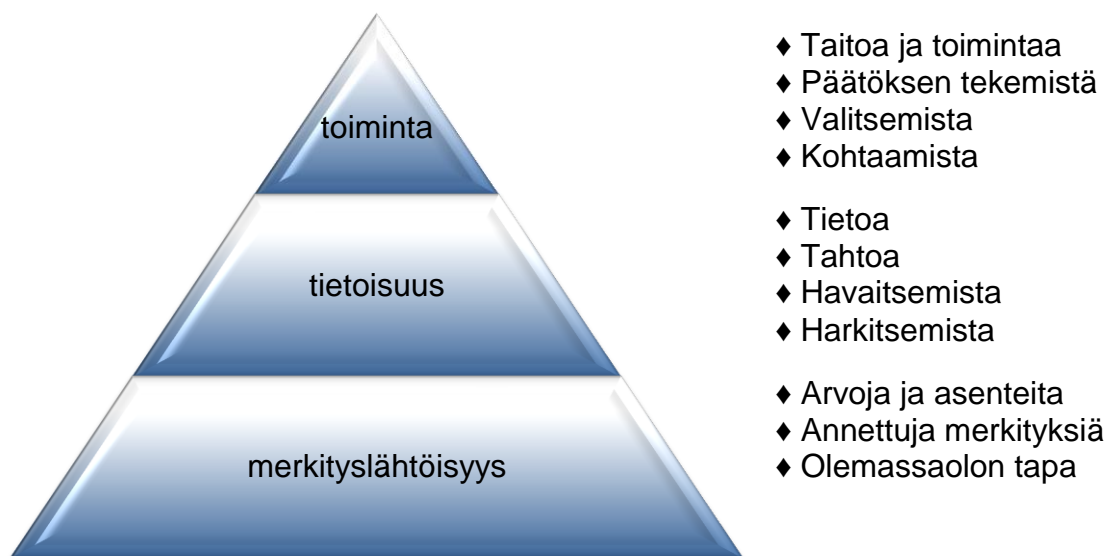 toiminta
♦ Taitoa ja toimintaa
♦ Päätöksen tekemistä
♦ Valitsemista
♦ Kohtaamista
tietoisuus
♦ Tietoa
♦ Tahtoa
♦ Havaitsemista
♦ Harkitsemista
merkityslähtöisyys
♦ Arvoja ja asenteita
♦ Annettuja merkityksiä
♦ Olemassaolon tapa